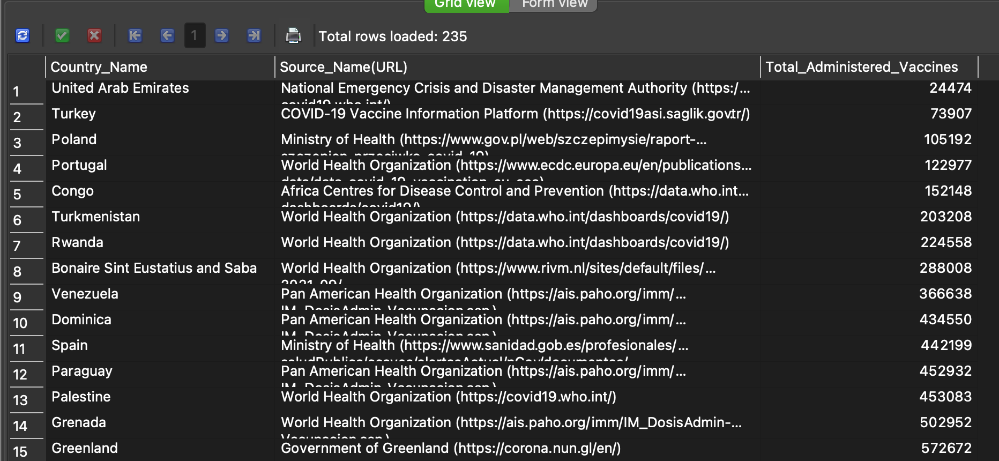 Grid view Form view
1 Total rows loaded: 235
Country_Name Source_Name(URL) Total_Administered_Vaccines
1 United Arab Emirates National Emergency Crisis and Disaster Management Authority (https:/... 24474
covid19.who.int/)
2 Turkey COVID-19 Vaccine Information Platform (https://covid19asi.saglik.gov.tr/) 73907
3 Poland Ministry of Health (https://www.gov.pl/web/szczepimysie/raport-... 105192
szczepien-przeciwko-covid-19)
4 Portugal World Health Organization (https://www.ecdc.europa.eu/en/publications... 122977
data/data-covid-19-vaccination-eu-eea)
5 Congo Africa Centres for Disease Control and Prevention (https://data.who.int... 152148
dashboards/covid19/)
6 Turkmenistan World Health Organization (https://data.who.int/dashboards/covid19/) 203208
7 Rwanda World Health Organization (https://data.who.int/dashboards/covid19/) 224558
8 Bonaire Sint Eustatius and Saba World Health Organization (https://www.rivm.nl/sites/default/files/... 288008
2021-09/
9 Venezuela Pan American Health Organization (https://ais.paho.org/imm/... 366638
IM_DosisAdmin-Vacunacion.asp)
10 Dominica Pan American Health Organization (https://ais.paho.org/imm/... 434550
IM_DosisAdmin-Vacunacion.asp)
11 Spain Ministry of Health (https://www.sanidad.gob.es/profesionales/... 442199
saludPublica/ccayes/alertasActual/nCov/documentos/
12 Paraguay Pan American Health Organization (https://ais.paho.org/imm/... 452932
IM_DosisAdmin-Vacunacion.asp)
13 Palestine World Health Organization (https://covid19.who.int/) 453083
14 Grenada World Health Organization (https://ais.paho.org/imm/IM_DosisAdmin-... 502952
Vacunacion.asp)
15 Greenland Government of Greenland (https://corona.nun.gl/en/) 572672